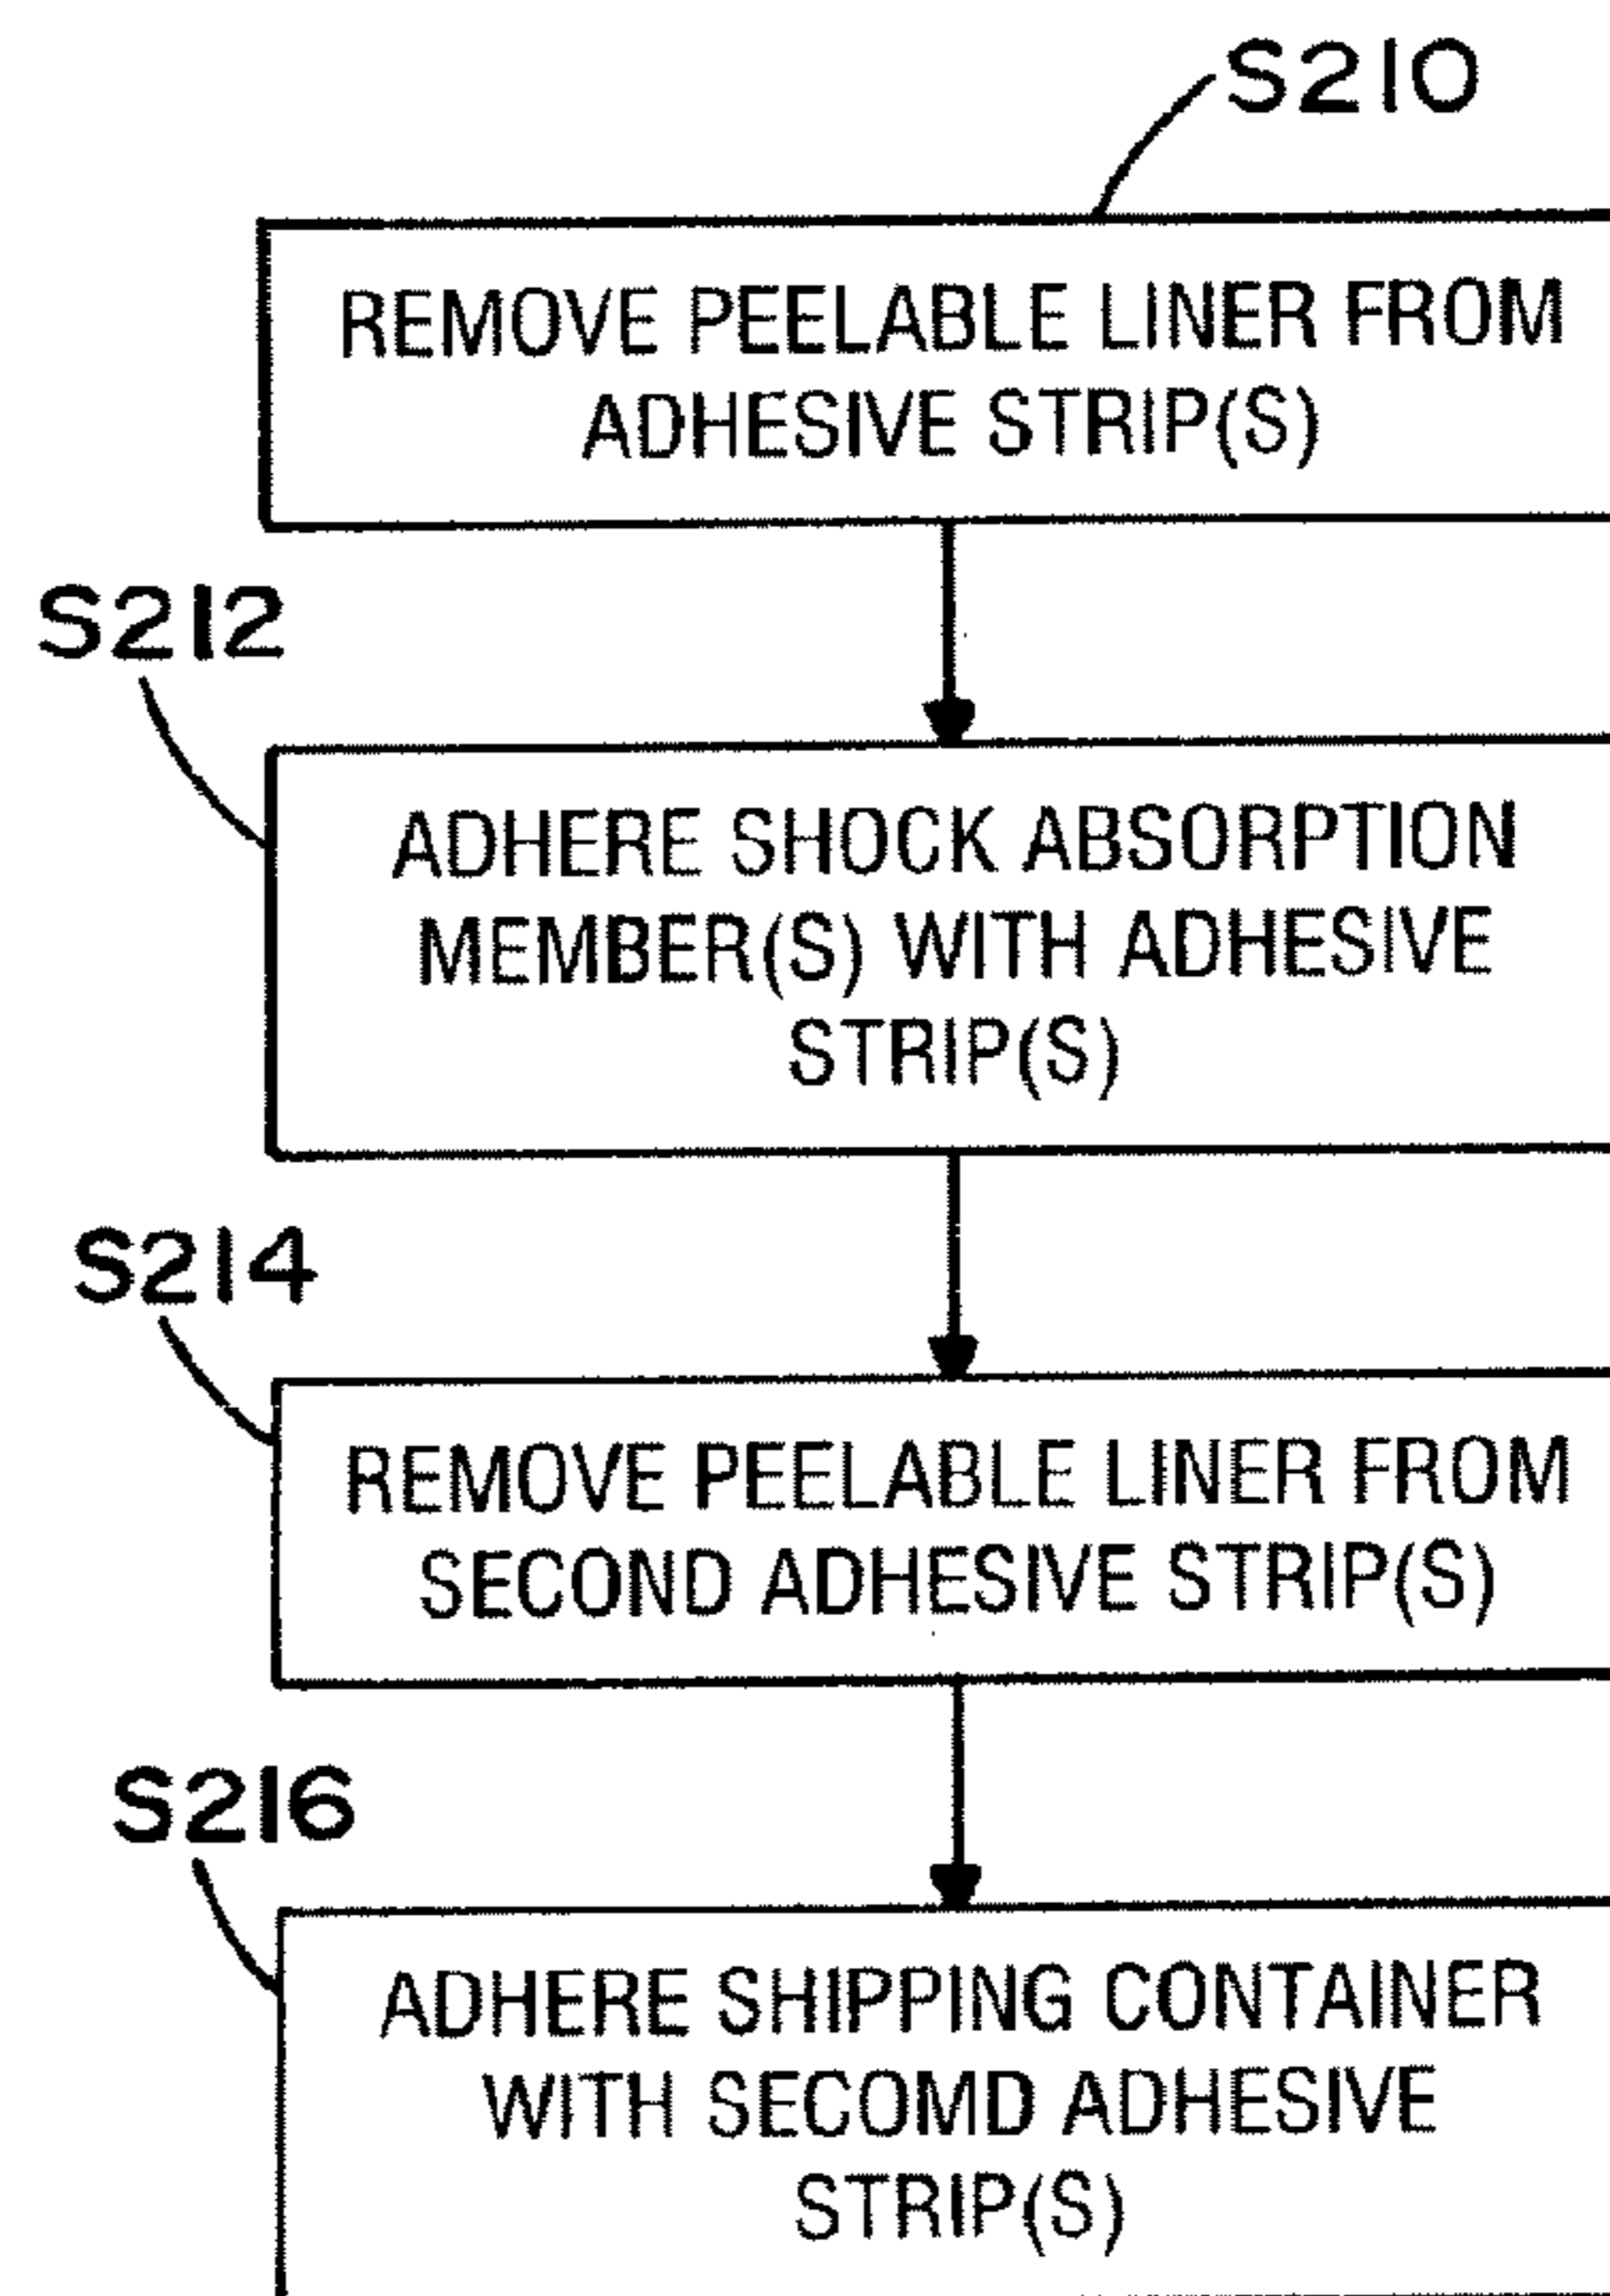 S210
REMOVE PEELABLE LINER FROM
ADHESIVE STRIP(S)
S212
ADHERE SHOCK ABSORPTION
MEMBER(S) WITH ADHESIVE
STRIP(S)
S214
REMOVE PEELABLE LINER FROM
SECOND ADHESIVE STRIP(S)
S216
ADHERE SHIPPING CONTAINER
WITH SECOMD ADHESIVE
STRIP(S)